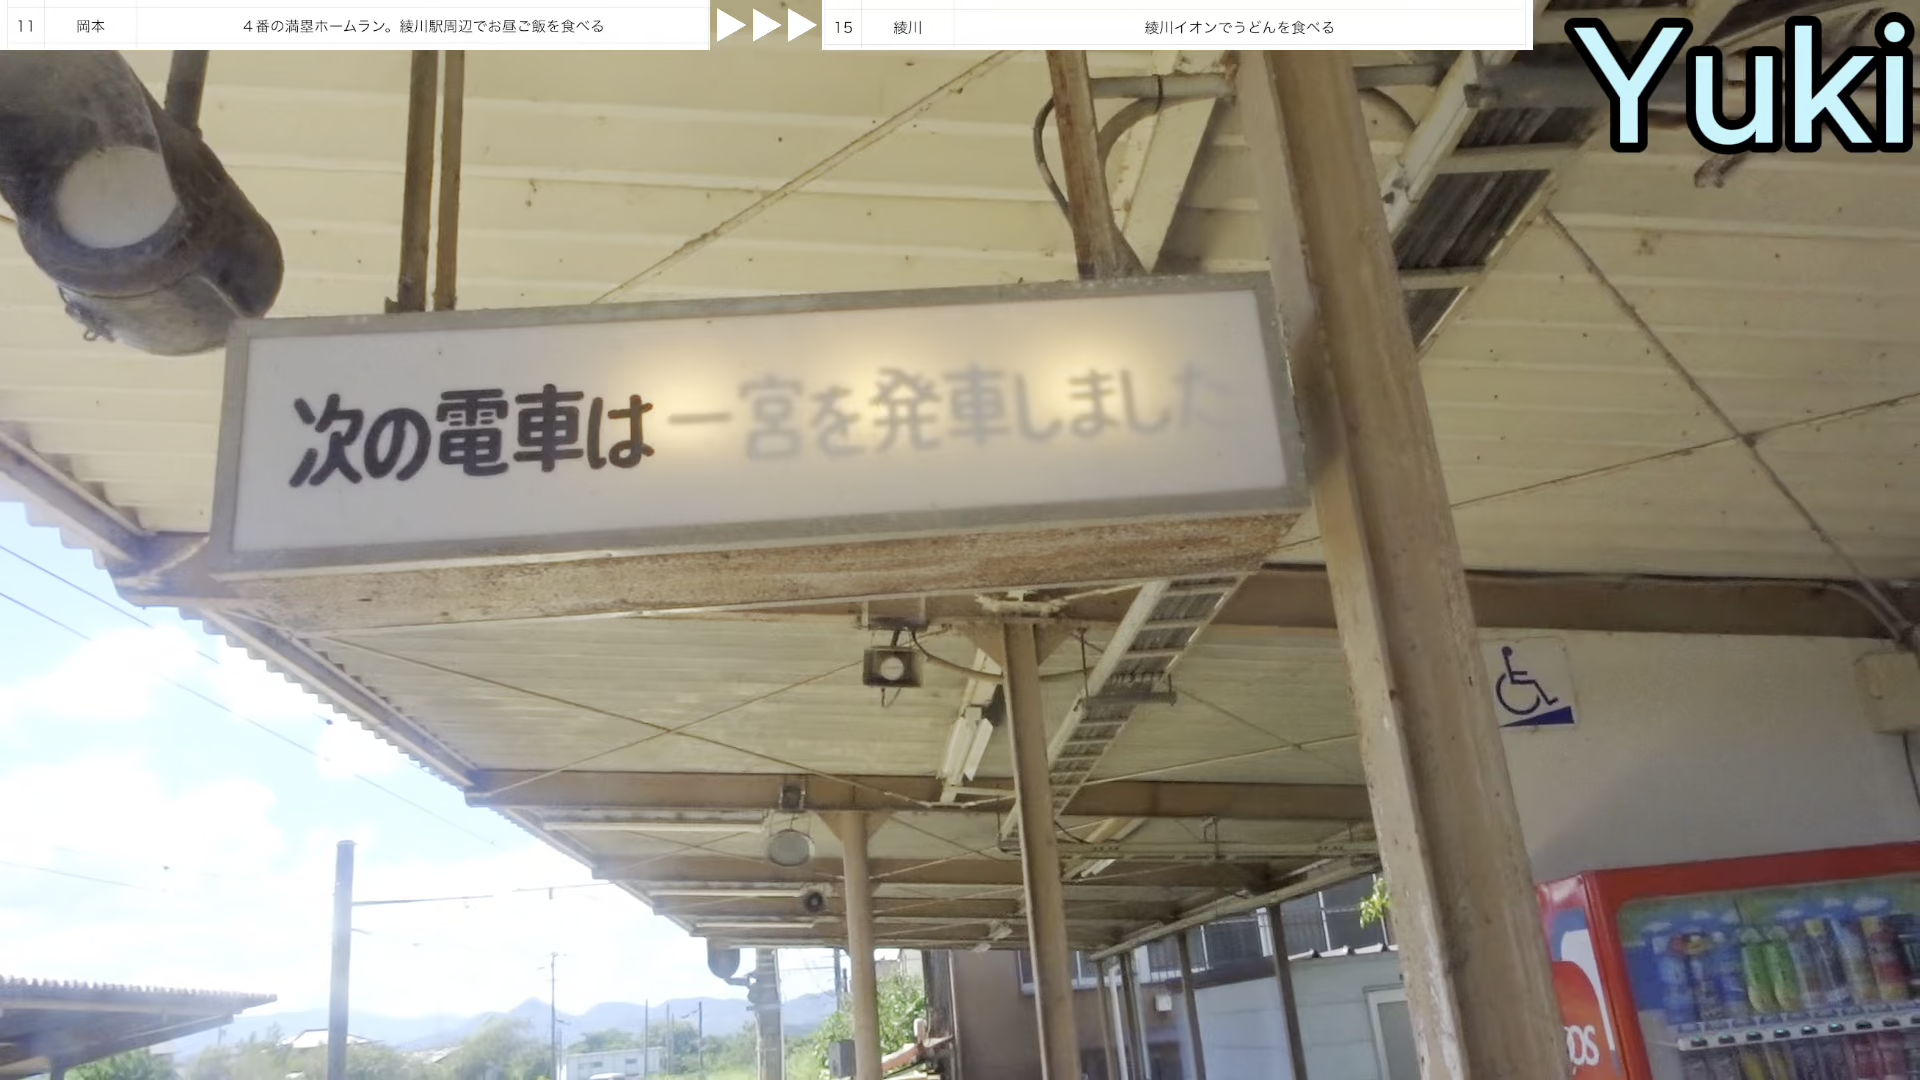 11 岡本 4番の満塁ホームラン。綾川駅周辺でお昼ご飯を食べる
15 綾川 綾川イオンでうどんを食べる
Yuki
次の電車は一宮を発車しました